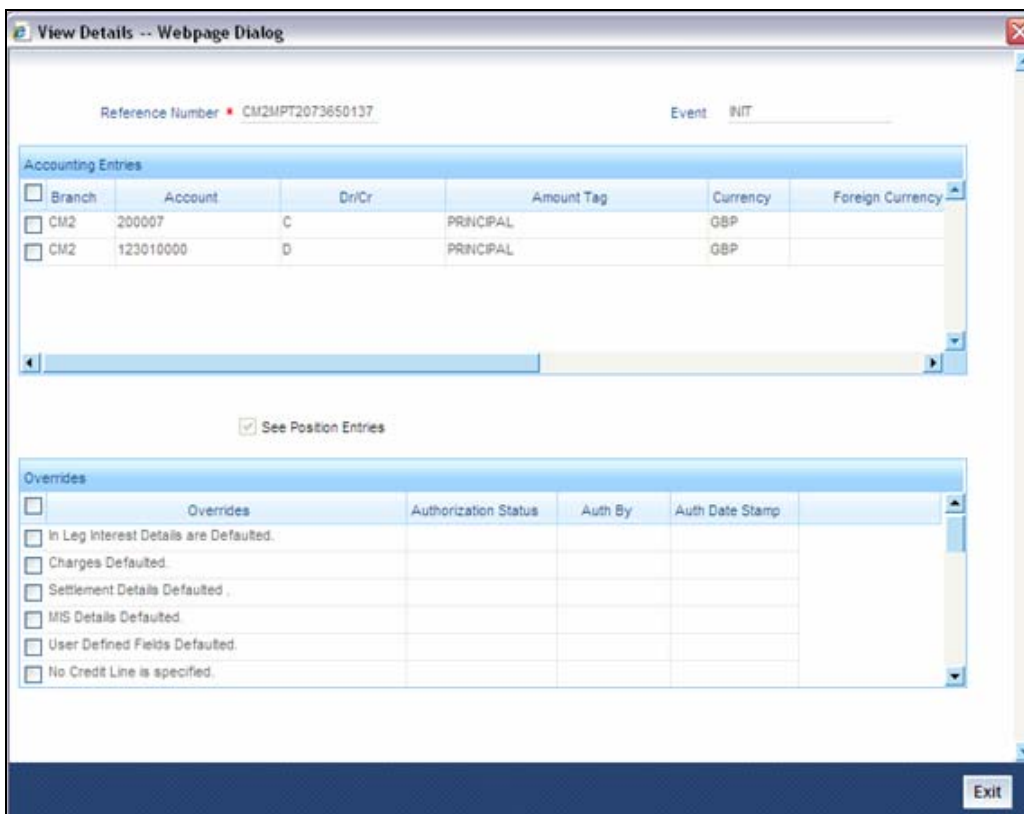 View Details -- Webpage Dialog
Reference Number * CM2MPT2073650137 Event INIT
Accounting Entries
Branch Account Dr/Cr Amount Tag Currency Foreign Currency
CM2 200007 C PRINCIPAL GBP
CM2 123010000 D PRINCIPAL GBP
See Position Entries
Overrides
Overrides Authorization Status Auth By Auth Date Stamp
In Leg Interest Details are Defaulted.
Charges Defaulted.
Settlement Details Defaulted .
MIS Details Defaulted.
User Defined Fields Defaulted.
No Credit Line is specified.
Exit